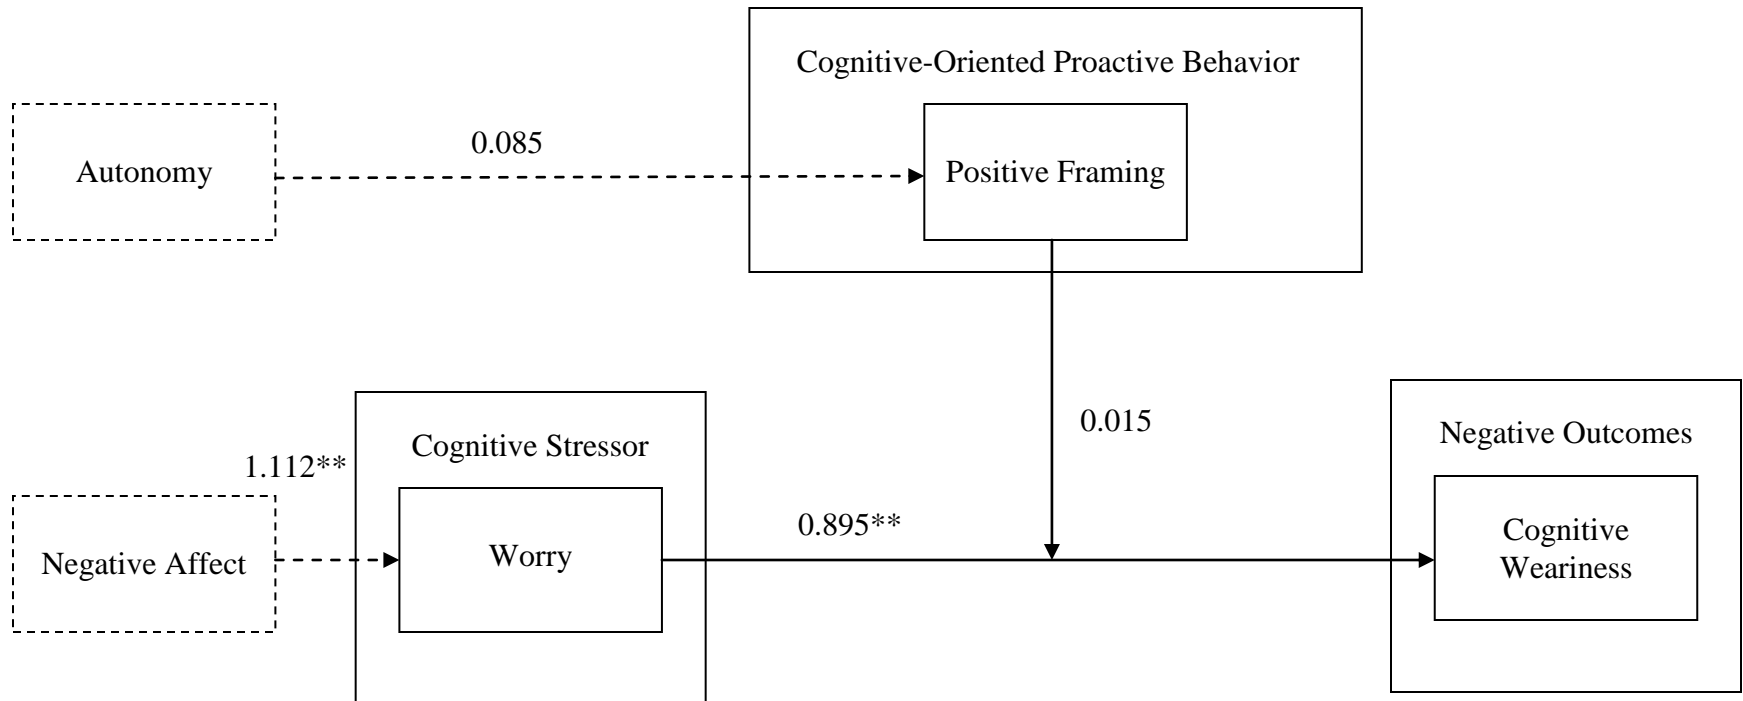 Cognitive-Oriented Proactive Behavior
0.085
Autonomy
Positive Framing
0.015
Negative Outcomes
Cognitive Stressor
1.112**
0.895**
Negative Affect
Worry
Cognitive
Weariness